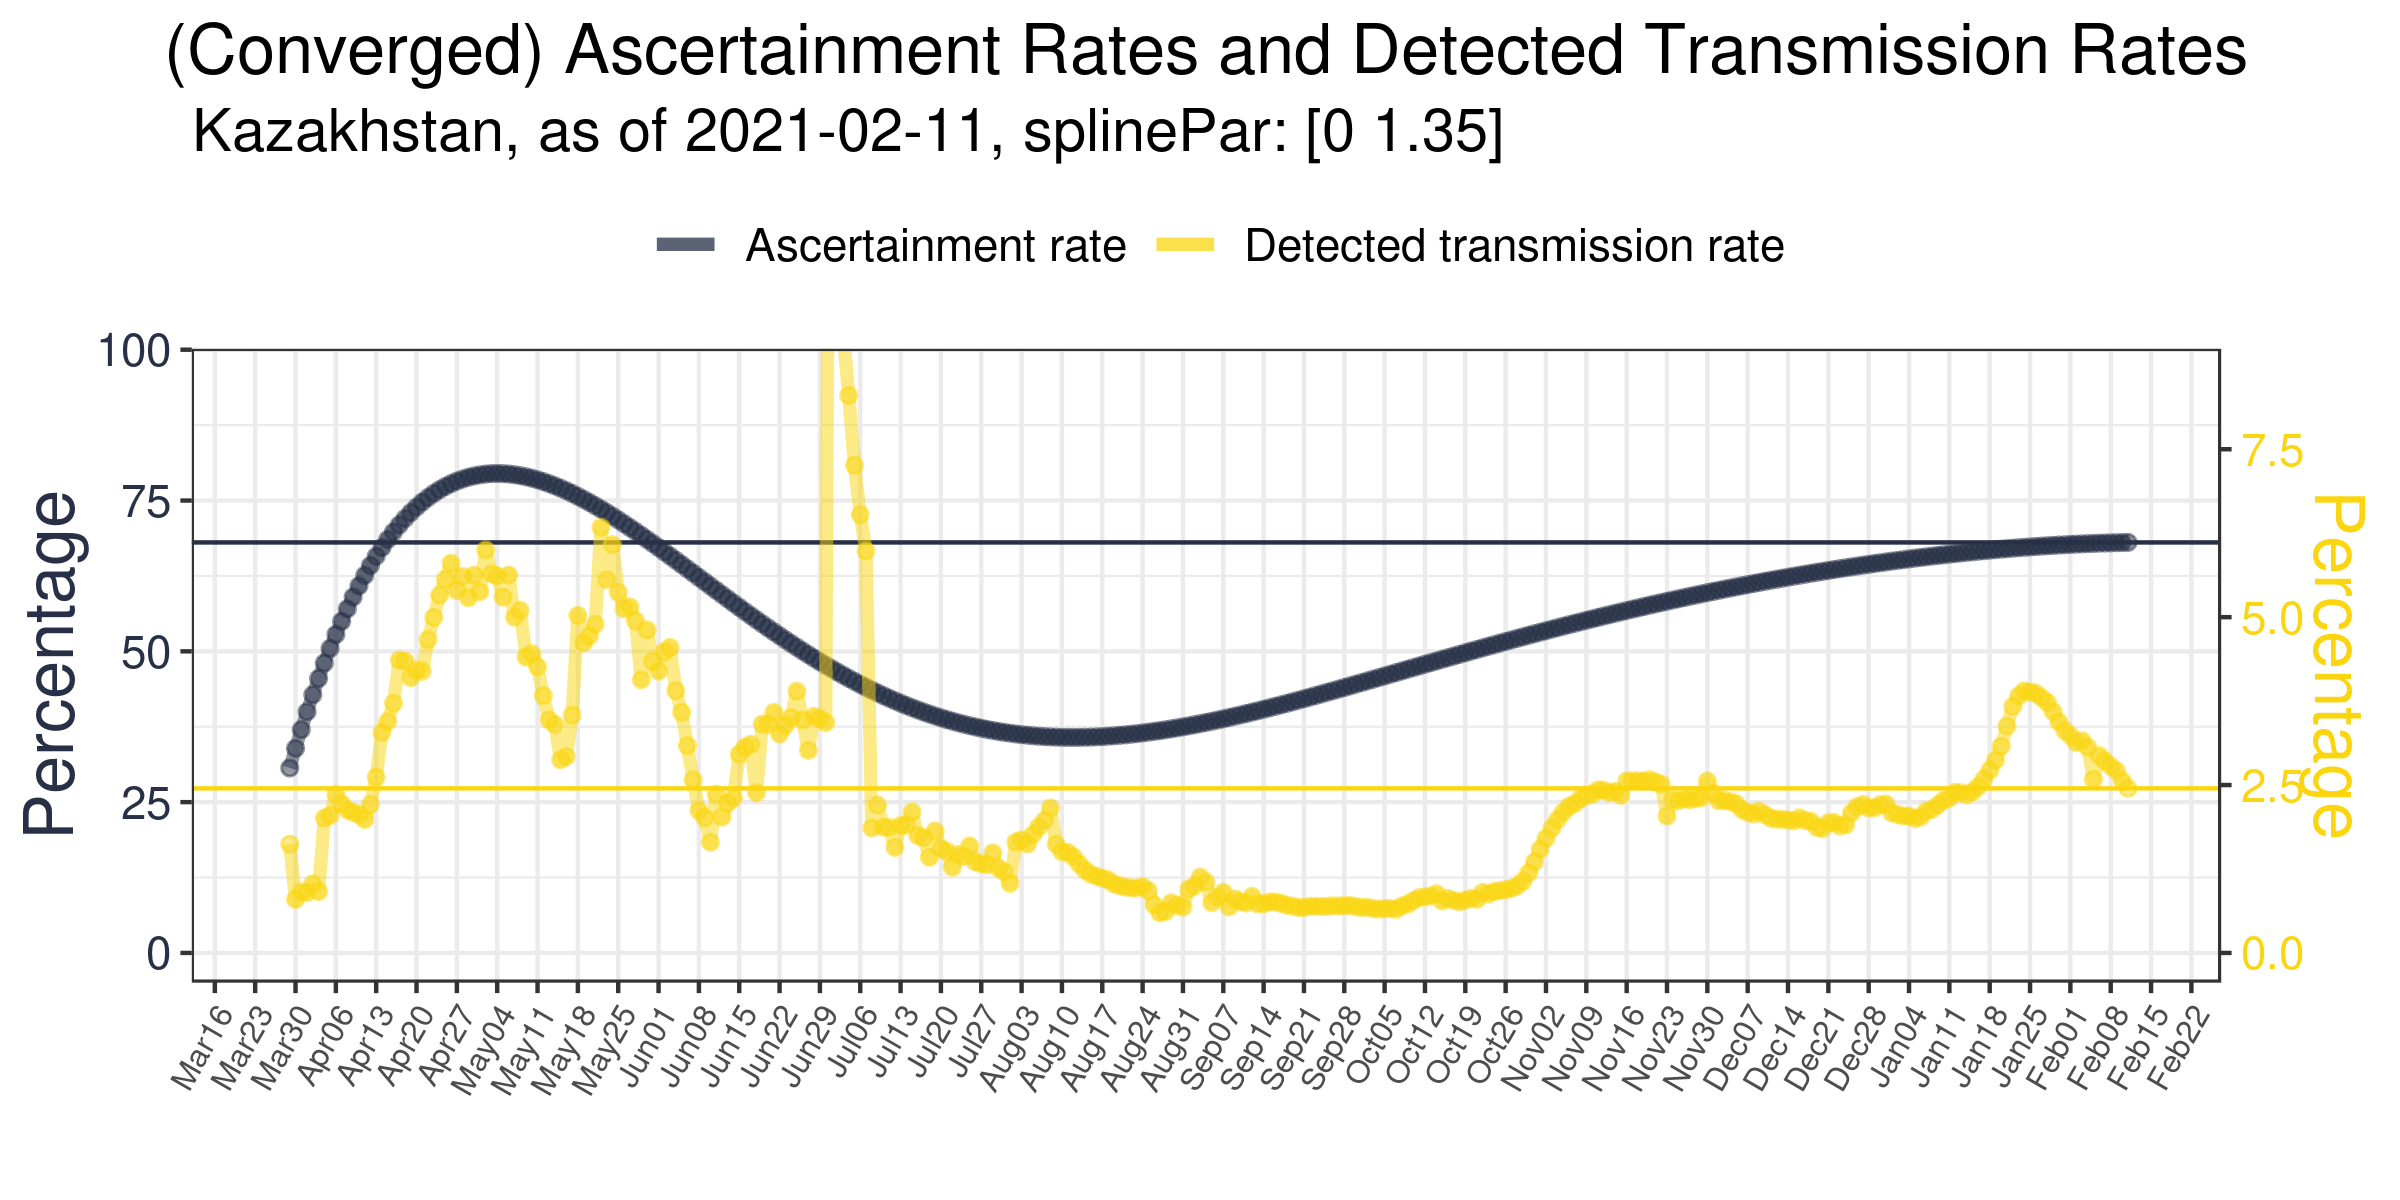 (Converged) Ascertainment Rates and Detected Transmission Rates
Kazakhstan, as of 2021-02-11, splinePar: [0 1.35]
Ascertainment rate
Detected transmission rate
100
75
50
25
0
Percentage
7.5
5.0
2.5
0.0
Percentage
Mar16
Mar23
Mar30
Apr06
Apr13
Apr20
Apr27
May04
May11
May18
May25
Jun01
Jun08
Jun15
Jun22
Jun29
Jul06
Jul13
Jul20
Jul27
Aug03
Aug10
Aug17
Aug24
Aug31
Sep07
Sep14
Sep21
Sep28
Oct05
Oct12
Oct19
Oct26
Nov02
Nov09
Nov16
Nov23
Nov30
Dec07
Dec14
Dec21
Dec28
Jan04
Jan11
Jan18
Jan25
Feb01
Feb08
Feb15
Feb22